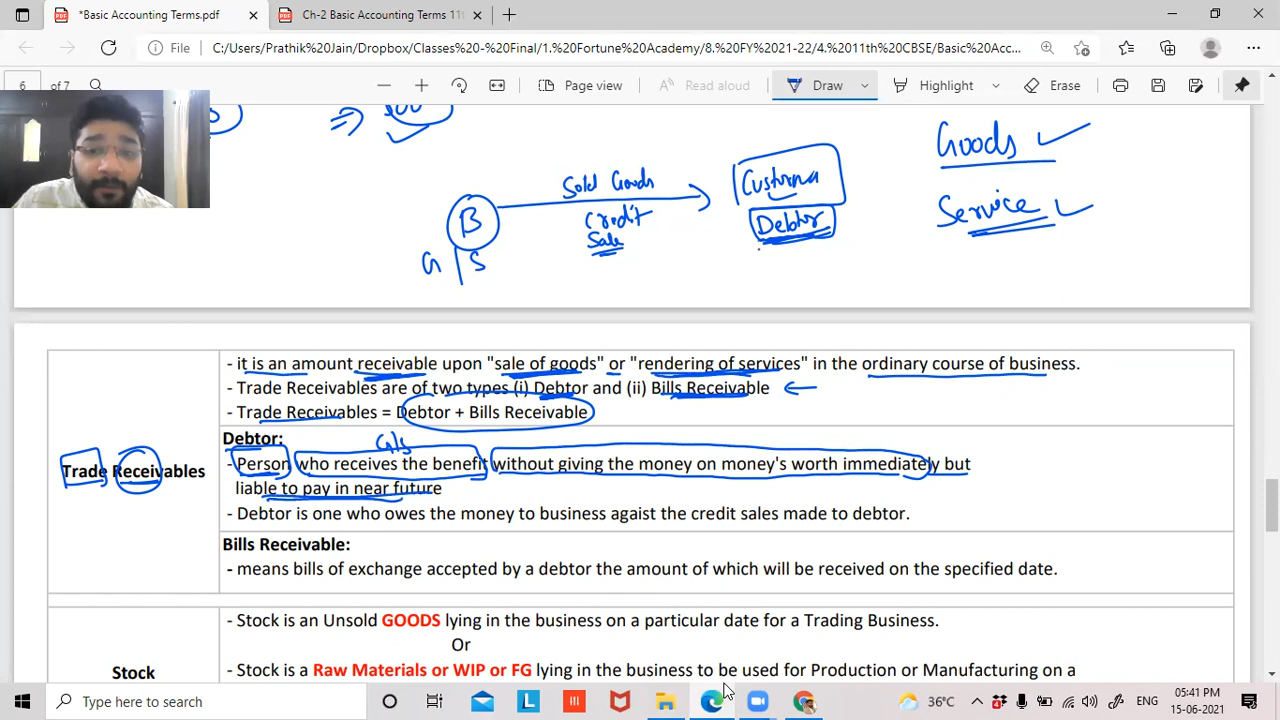 *Basic Accounting Terms.pdf
Ch-2 Basic Accounting Terms 11t
File
C:/Users/Prathik%20Jain/Dropbox/Classes%20-%20Final/1.%20Fortune%20Academy/8.%20FY%2021-22/4.%2011th%20CBSE/Basic%20Acc...
6 of 7
Page view
Read aloud
Draw
Highlight
Erase
Goods
Sold Goods
Customer
Credit
Sale
Debtor
Service
B
G S
- it is an amount receivable upon "sale of goods" or "rendering of services" in the ordinary course of business.
- Trade Receivables are of two types (i) Debtor and (ii) Bills Receivable
- Trade Receivables = Debtor + Bills Receivable
Debtor:
G/s
Trade Receivables
- Person who receives the benefit without giving the money on money's worth immediately but
liable to pay in near future
- Debtor is one who owes the money to business agaist the credit sales made to debtor.
Bills Receivable:
- means bills of exchange accepted by a debtor the amount of which will be received on the specified date.
Stock
- Stock is an Unsold GOODS lying in the business on a particular date for a Trading Business.
Or
- Stock is a Raw Materials or WIP or FG lying in the business to be used for Production or Manufacturing on a
Type here to search
36°C
05:41 PM
15-06-2021